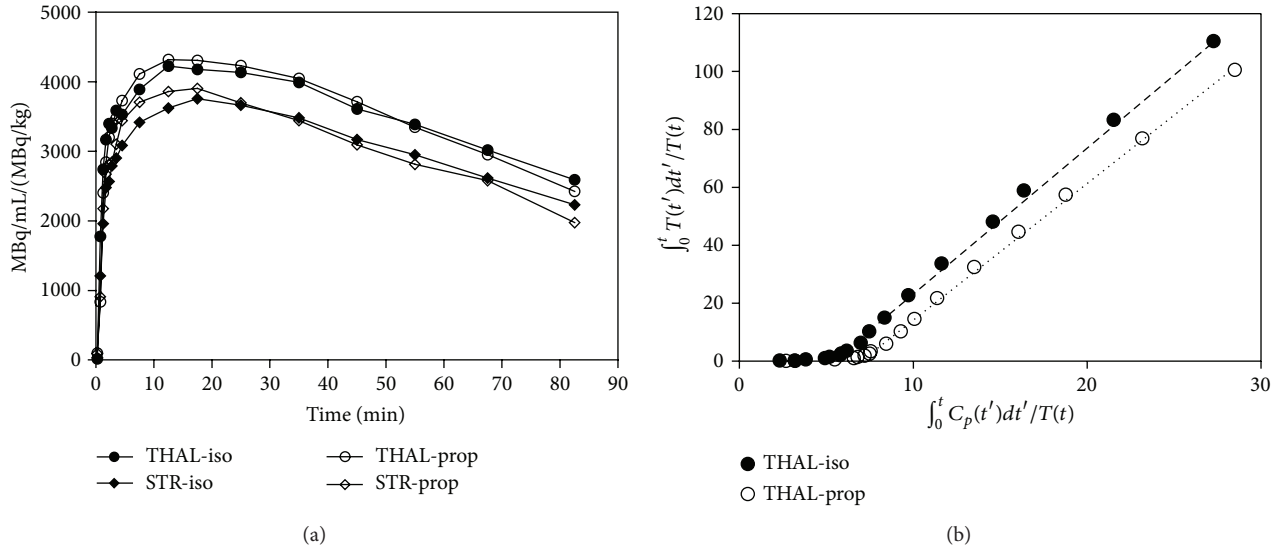 5000
4000
3000
2000
1000
0
MBq/mL/(MBq/kg)
0 10 20 30 40 50 60 70 80 90
Time (min)
THAL-iso THAL-prop
STR-iso STR-prop
(a)
120
100
80
60
40
20
0
∫₀ᵗ T(t′)dt′/T(t)
0 10 20 30
∫₀ᵗ Cₚ(t′)dt′/T(t)
THAL-iso
THAL-prop
(b)